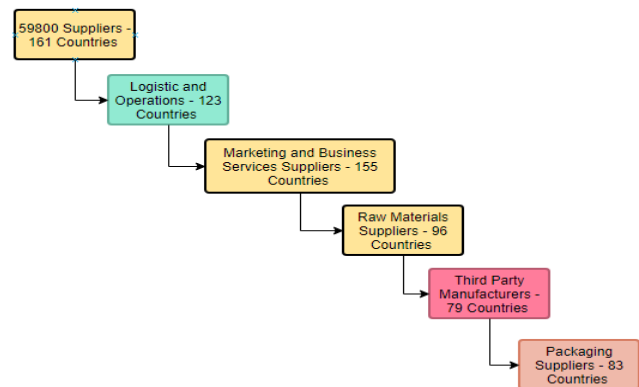 59800 Suppliers -
161 Countries
Logistic and
Operations - 123
Countries
Marketing and Business
Services Suppliers - 155
Countries
Raw Materials
Suppliers - 96
Countries
Third Party
Manufacturers -
79 Countries
Packaging
Suppliers - 83
Countries